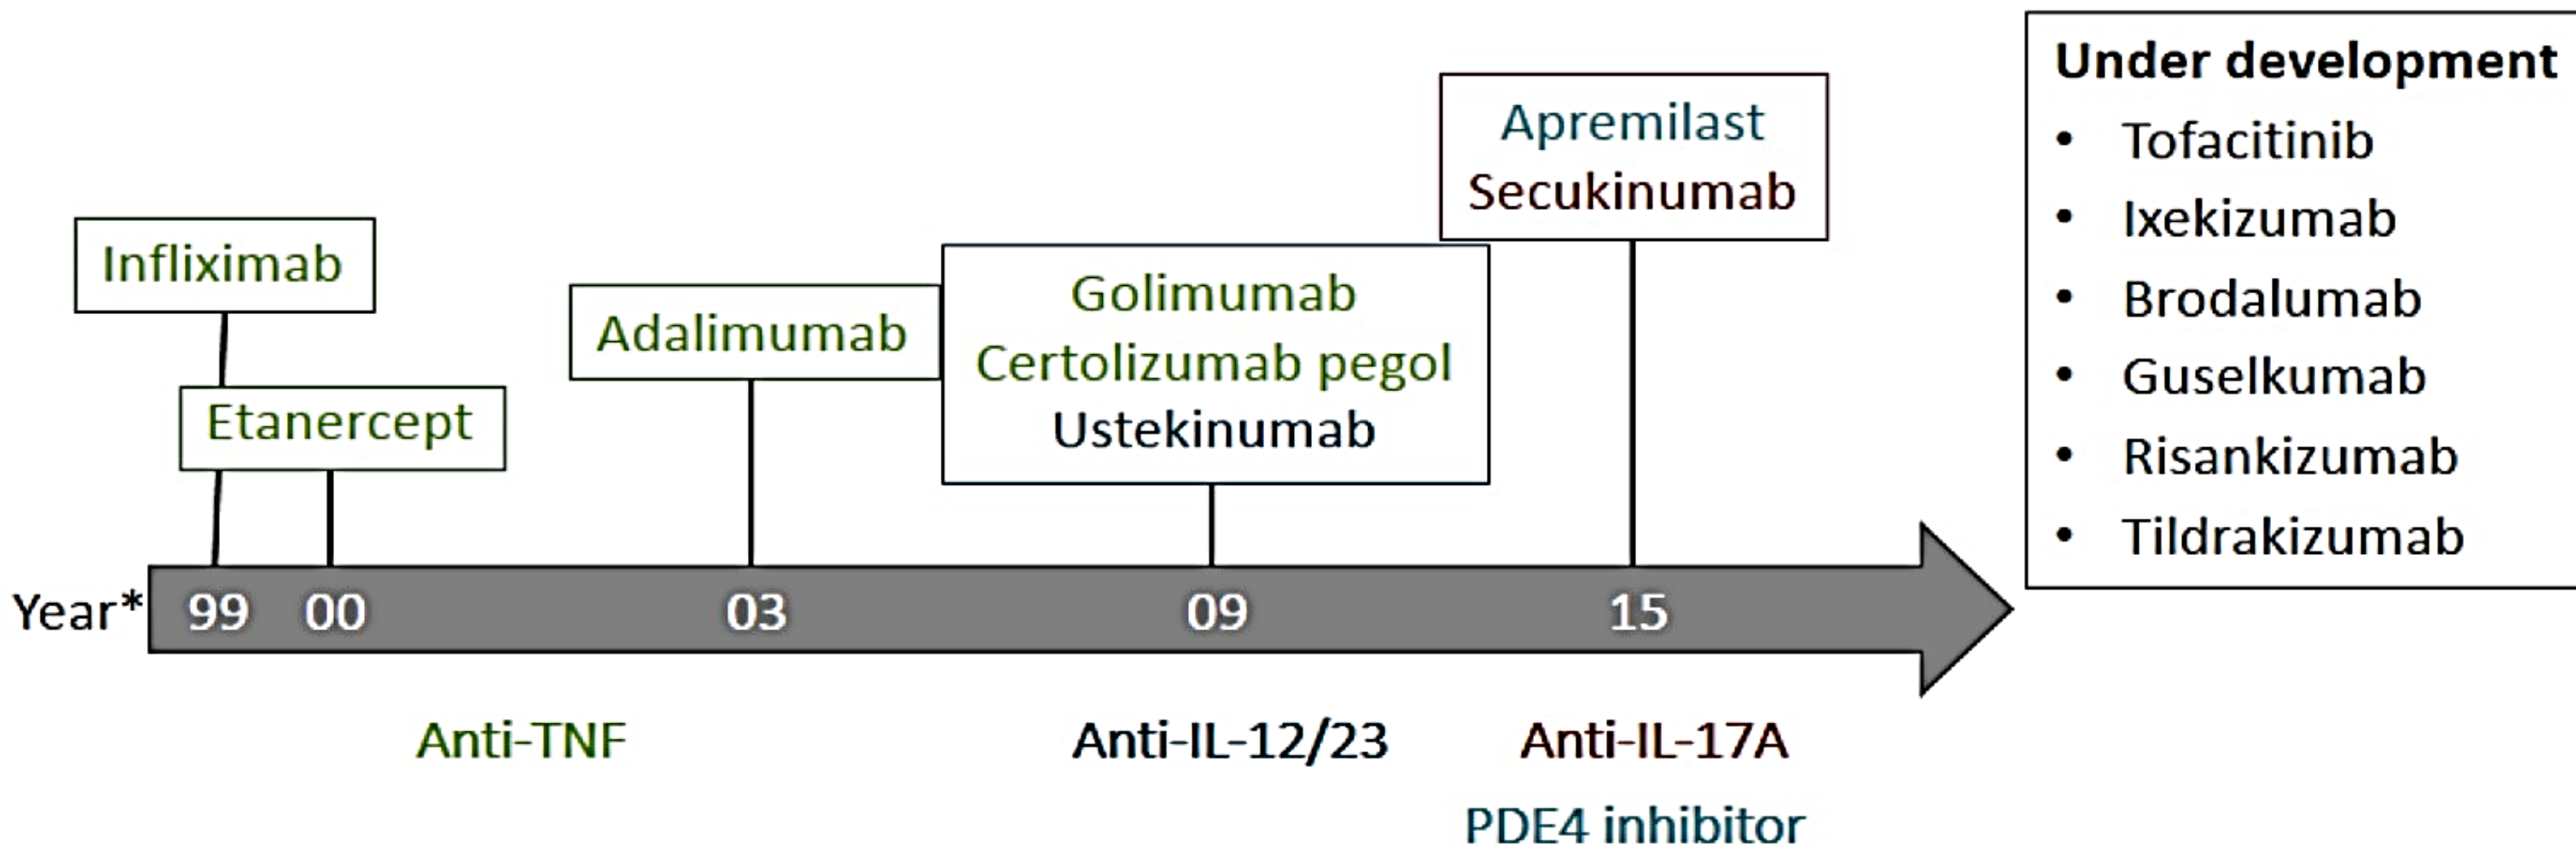 Infliximab
Etanercept
Adalimumab
Golimumab
Certolizumab pegol
Ustekinumab
Apremilast
Secukinumab
Under development
• Tofacitinib
• Ixekizumab
• Brodalumab
• Guselkumab
• Risankizumab
• Tildrakizumab
Year* 99 00 03 09 15
Anti-TNF Anti-IL-12/23 Anti-IL-17A
PDE4 inhibitor